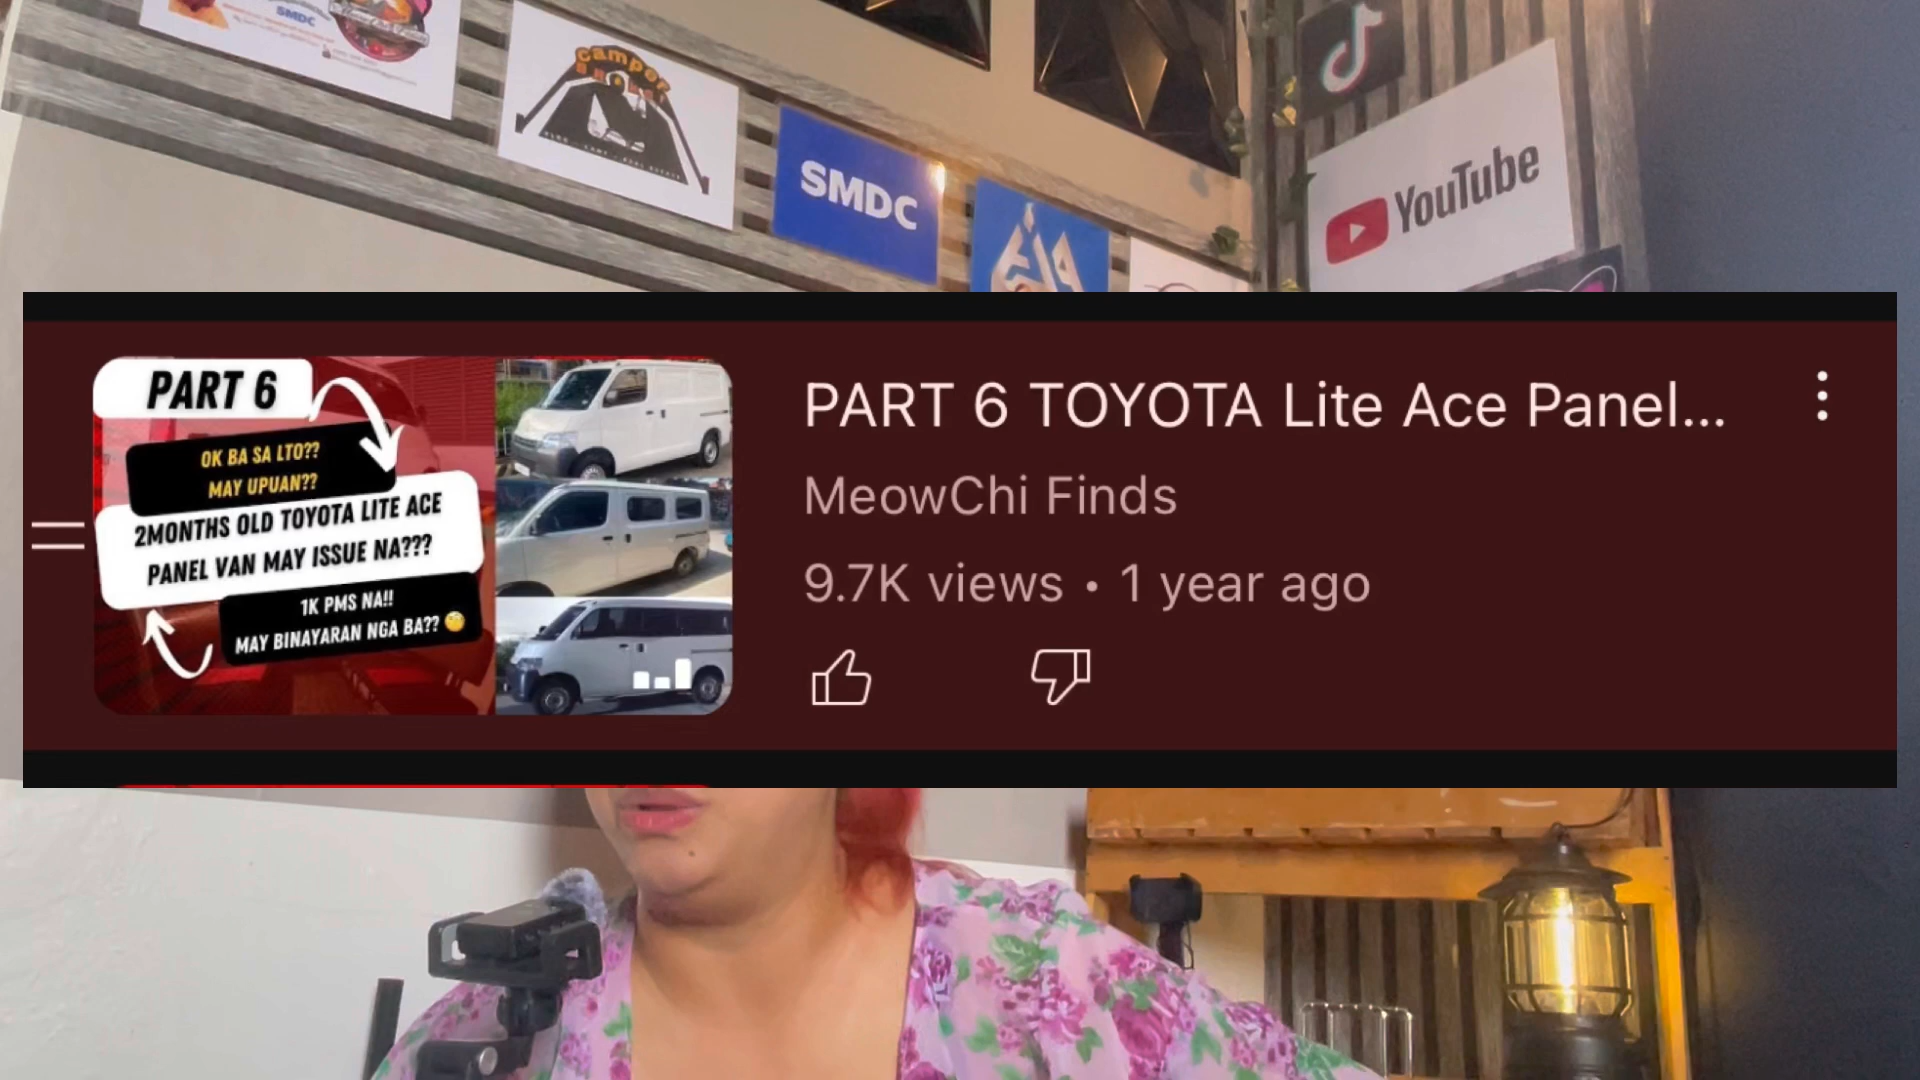 SMDC
camper
SMDC
YouTube
PART 6
OK BA SA LTO??
MAY UPUAN??
2MONTHS OLD TOYOTA LITE ACE
PANEL VAN MAY ISSUE NA???
1K PMS NA!!
MAY BINAYARAN NGA BA??
PART 6 TOYOTA Lite Ace Panel...
MeowChi Finds
9.7K views • 1 year ago